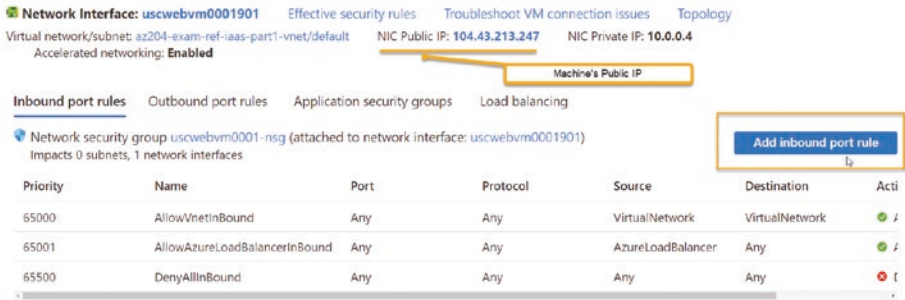 Network Interface: uscwebvm0001901 Effective security rules Troubleshoot VM connection issues Topology
Virtual network/subnet: az204-exam-ref-iaas-part1-vnet/default NIC Public IP: 104.43.213.247 NIC Private IP: 10.0.0.4
Accelerated networking: Enabled
Machine's Public IP
Inbound port rules Outbound port rules Application security groups Load balancing
Network security group uscwebvm0001-nsg (attached to network interface: uscwebvm0001901)
Impacts 0 subnets, 1 network interfaces
Add inbound port rule
Priority Name Port Protocol Source Destination Acti
65000 AllowVnetInBound Any Any VirtualNetwork VirtualNetwork
65001 AllowAzureLoadBalancerInBound Any Any AzureLoadBalancer Any
65500 DenyAllInBound Any Any Any Any